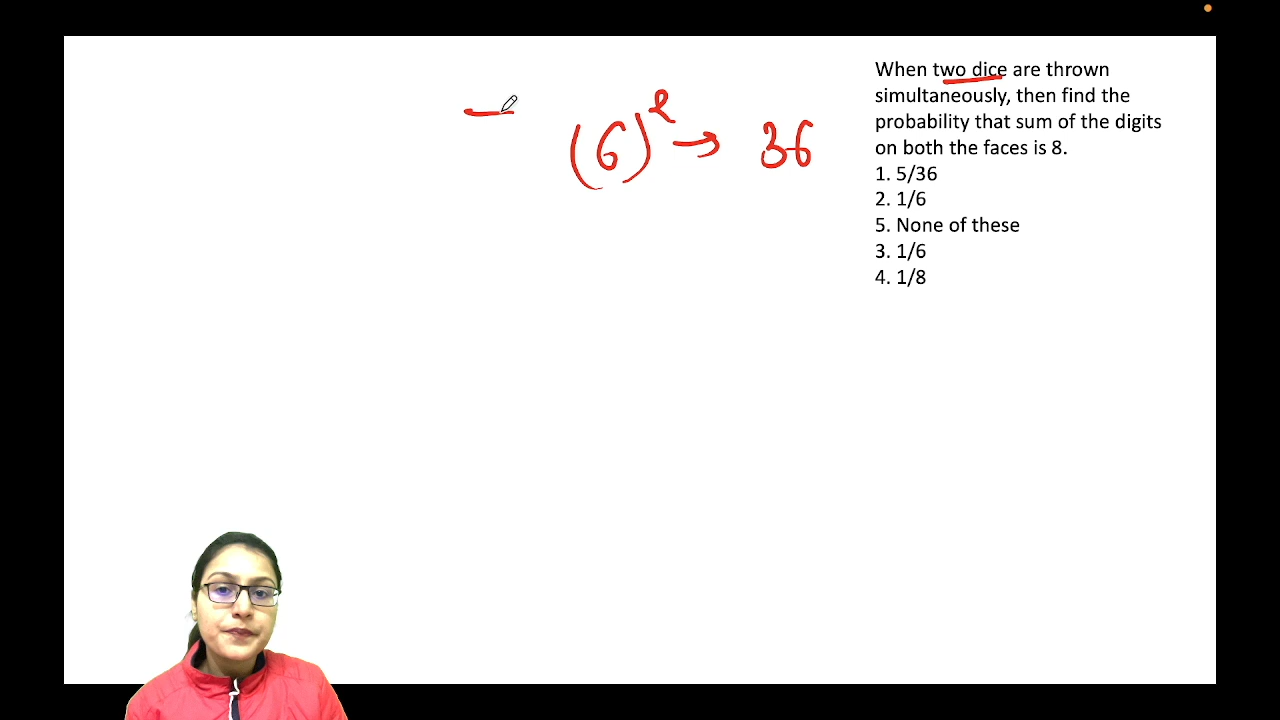 (6)² → 36
When two dice are thrown
simultaneously, then find the
probability that sum of the digits
on both the faces is 8.
1. 5/36
2. 1/6
5. None of these
3. 1/6
4. 1/8